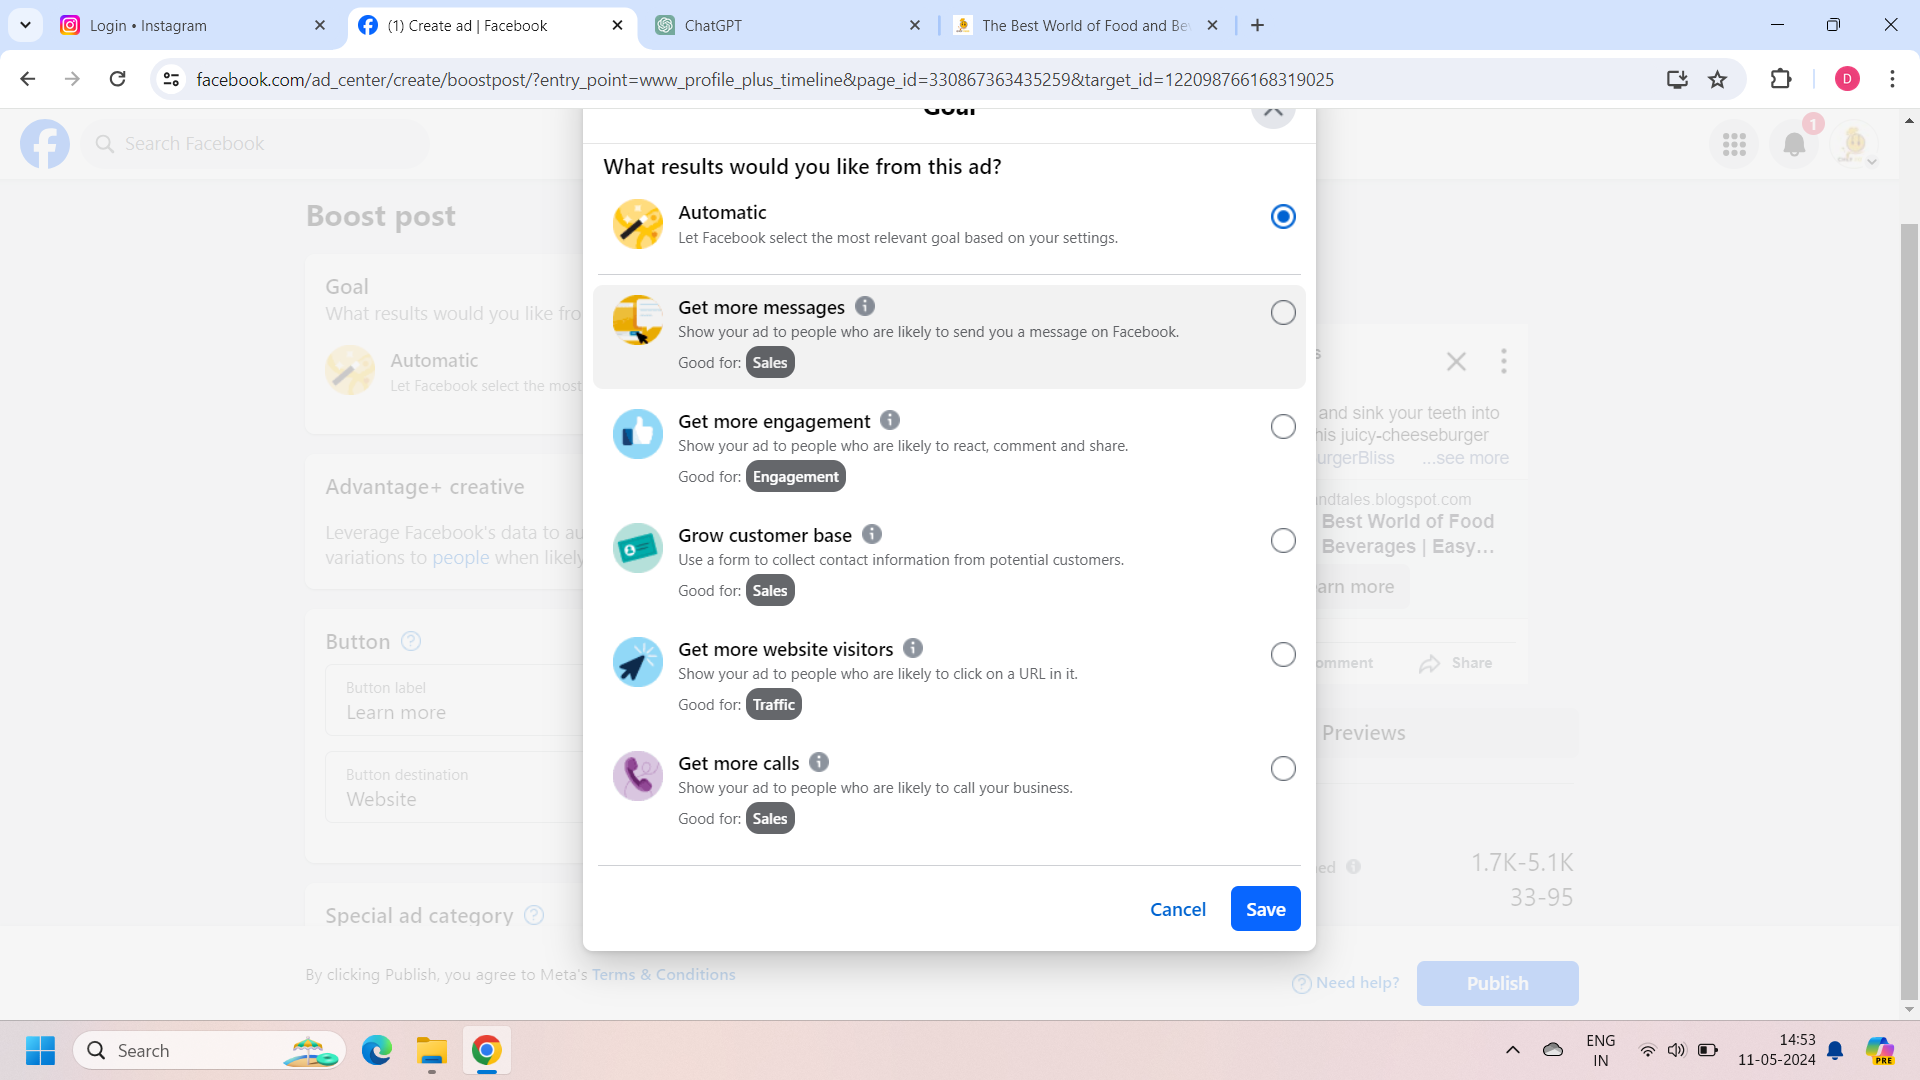 Login • Instagram
(1) Create ad | Facebook
ChatGPT
The Best World of Food and Be
facebook.com/ad_center/create/boostpost/?entry_point=www_profile_plus_timeline&page_id=330867363435259&target_id=122098766168319025
D
Goal
Search Facebook
1
What results would you like from this ad?
Automatic
Let Facebook select the most relevant goal based on your settings.
Get more messages
Show your ad to people who are likely to send you a message on Facebook.
Good for: Sales
Get more engagement
Show your ad to people who are likely to react, comment and share.
Good for: Engagement
Grow customer base
Use a form to collect contact information from potential customers.
Good for: Sales
Get more website visitors
Show your ad to people who are likely to click on a URL in it.
Good for: Traffic
Get more calls
Show your ad to people who are likely to call your business.
Good for: Sales
Cancel
Save
Boost post
Goal
What results would you like fro
Automatic
Let Facebook select the most
Advantage+ creative
Leverage Facebook's data to au
variations to people when likely
Button
Button label
Learn more
Button destination
Website
Special ad category
s
and sink your teeth into
his juicy-cheeseburger
urgerBliss ...see more
ndtales.blogspot.com
Best World of Food
Beverages | Easy...
arn more
omment
Share
Previews
ed
1.7K-5.1K
33-95
By clicking Publish, you agree to Meta's Terms & Conditions
Need help?
Publish
Search
ENG
IN
14:53
11-05-2024
PRE